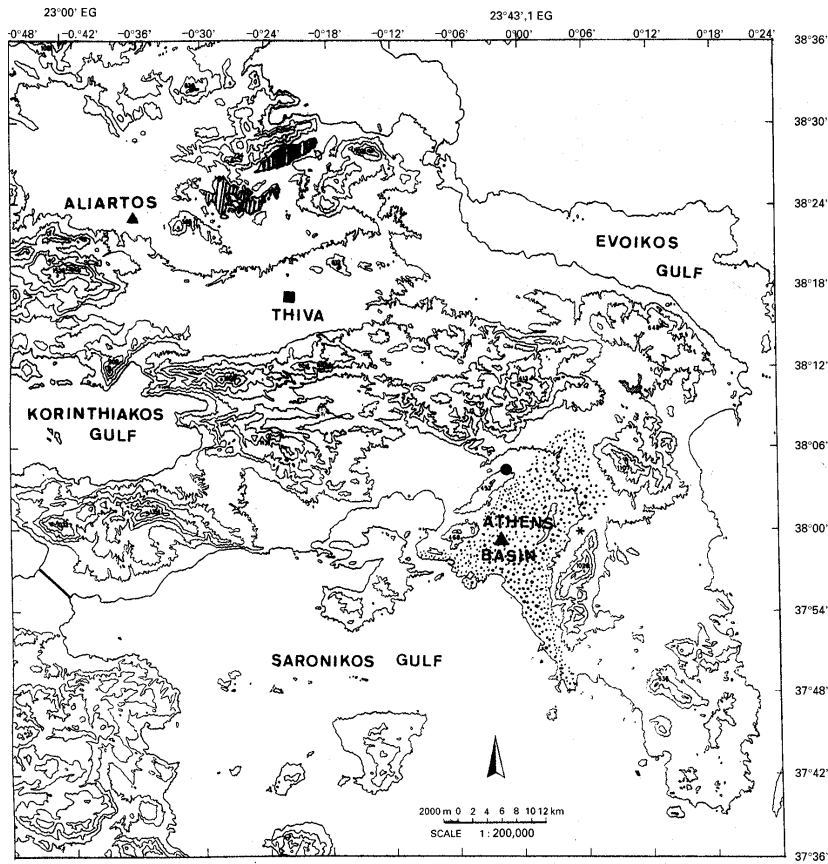 23°00' EG
23°43',1 EG
-0°48' -0°42' -0°36' -0°30' -0°24' -0°18' -0°12' -0°06' 0°00' 0°06' 0°12' 0°18' 0°24'
38°36'
38°30'
ALIARTOS
38°24'
EVOIKOS
GULF
38°18'
THIVA
38°12'
KORINTHIAKOS
GULF
38°06'
ATHENS
38°00'
BASIN
37°54'
SARONIKOS GULF
37°48'
37°42'
2000 m 0 2 4 6 8 10 12 km
SCALE 1 : 200,000
37°36'